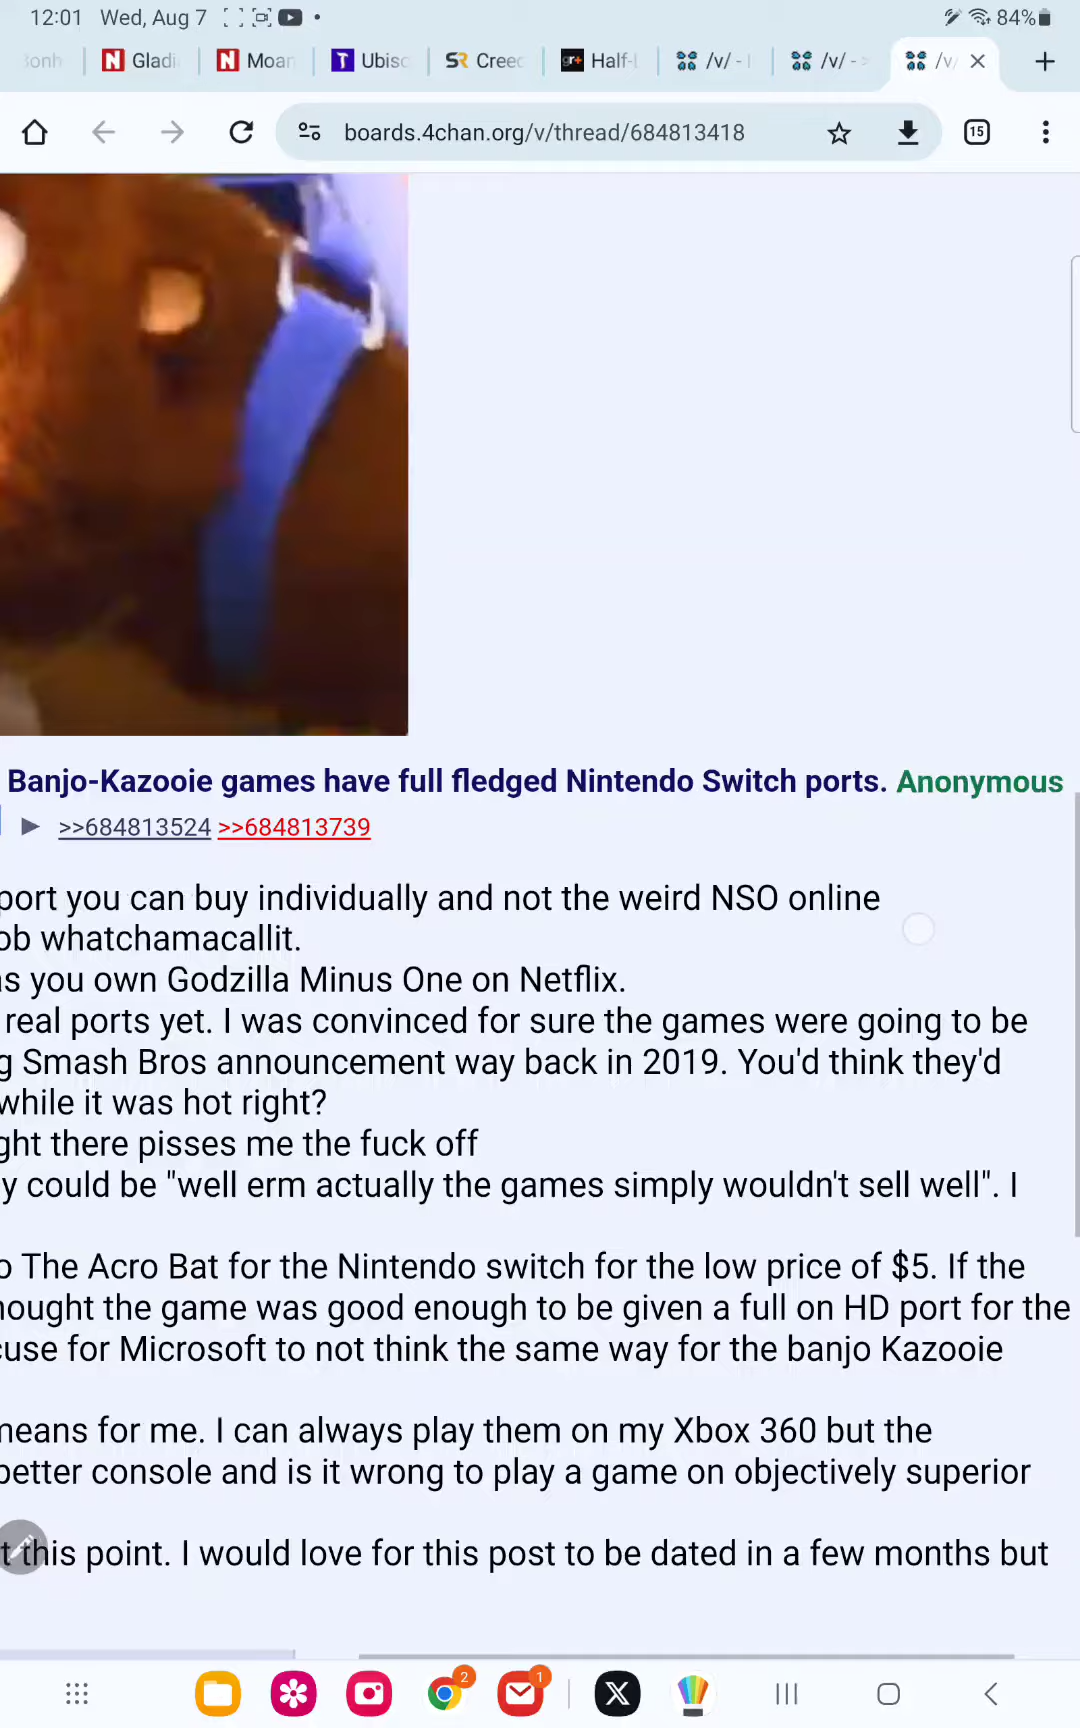 12:01 Wed, Aug 7 84%
Gladi Moan Ubisc SR Creed gr+ Half-L /v/ - /v/ - /v/
boards.4chan.org/v/thread/684813418 15
Banjo-Kazooie games have full fledged Nintendo Switch ports. Anonymous
>>684813524 >>684813739
port you can buy individually and not the weird NSO online
ob whatchamacallit.
as you own Godzilla Minus One on Netflix.
real ports yet. I was convinced for sure the games were going to be
g Smash Bros announcement way back in 2019. You'd think they'd
while it was hot right?
ght there pisses me the fuck off
y could be "well erm actually the games simply wouldn't sell well". I
o The Acro Bat for the Nintendo switch for the low price of $5. If the
hought the game was good enough to be given a full on HD port for the
cuse for Microsoft to not think the same way for the banjo Kazooie
means for me. I can always play them on my Xbox 360 but the
better console and is it wrong to play a game on objectively superior
t this point. I would love for this post to be dated in a few months but
2 1